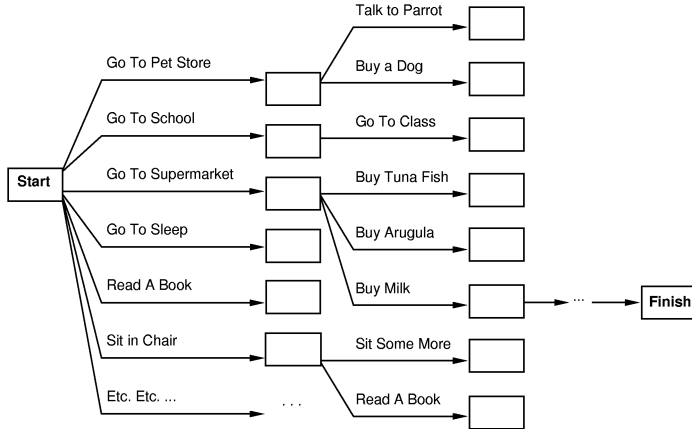 Talk to Parrot
Go To Pet Store
Buy a Dog
Go To School
Go To Class
Start
Go To Supermarket
Buy Tuna Fish
Go To Sleep
Buy Arugula
Read A Book
Buy Milk
...
Finish
Sit in Chair
Sit Some More
Etc. Etc. ...
. . .
Read A Book